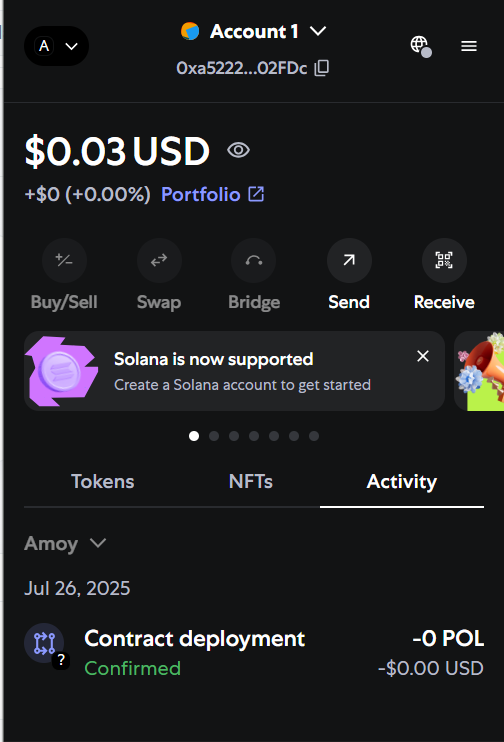 A
Account 1
0xa5222...02FDc
$0.03 USD
+$0 (+0.00%) Portfolio
Buy/Sell Swap Bridge Send Receive
Solana is now supported
Create a Solana account to get started
Tokens NFTs Activity
Amoy
Jul 26, 2025
Contract deployment -0 POL
? Confirmed -$0.00 USD